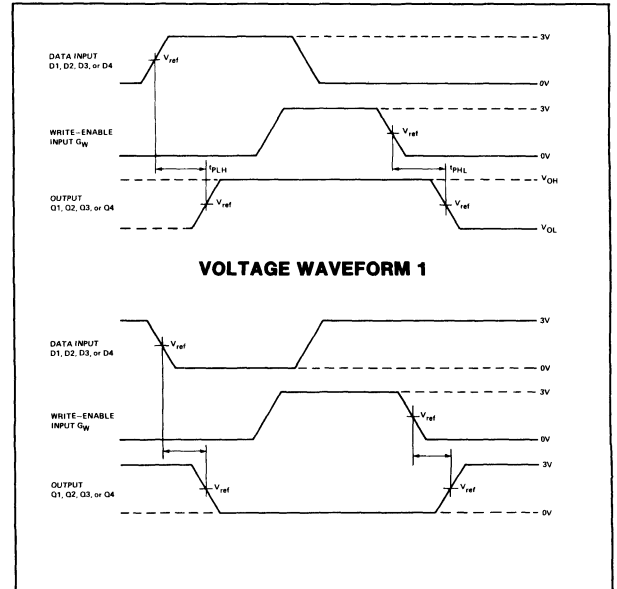 3V
DATA INPUT
D1, D2, D3, or D4
Vref
0V
3V
WRITE–ENABLE
INPUT GW
Vref
0V
tPLH
tPHL
VOH
OUTPUT
Q1, Q2, Q3, or Q4
Vref
Vref
VOL
VOLTAGE WAVEFORM 1
3V
DATA INPUT
D1, D2, D3, or D4
Vref
0V
3V
WRITE–ENABLE
INPUT GW
Vref
0V
3V
OUTPUT
Q1, Q2, Q3, or Q4
Vref
Vref
0V